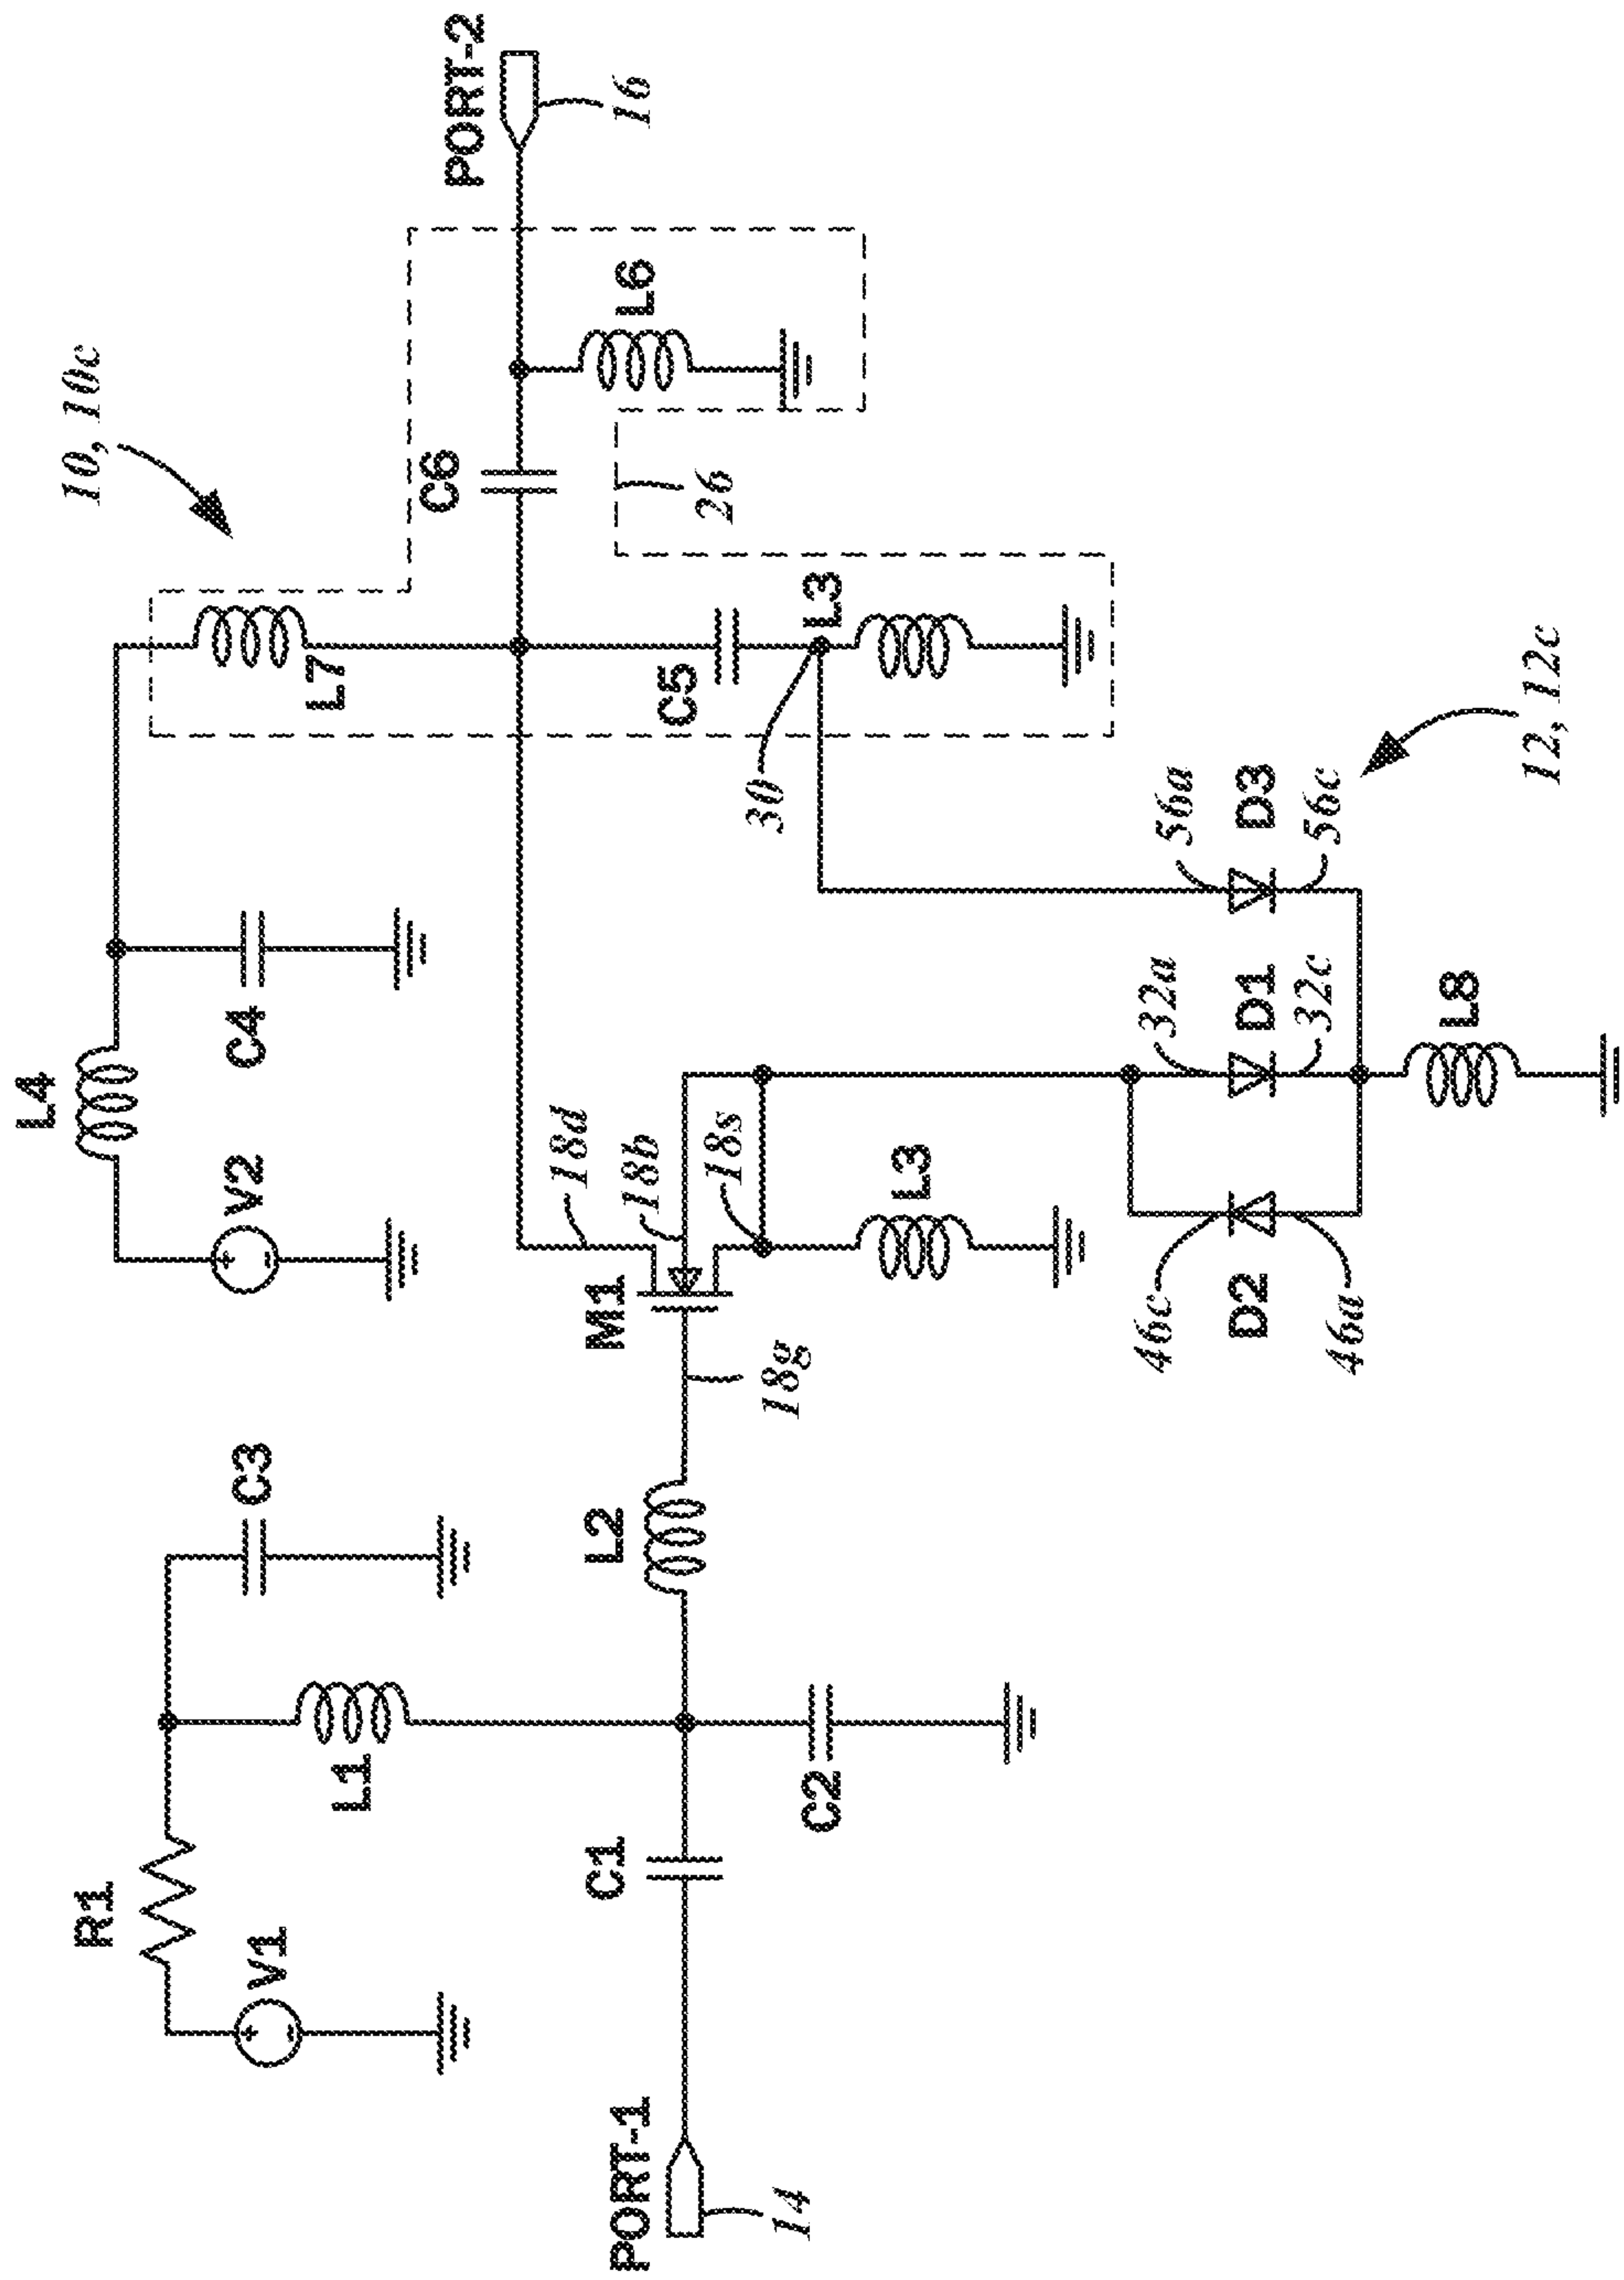 10, 10c
L4
V2
C4
L7
C6
PORT-2
16
L6
26
R1
V1
L1
C3
C5
L3
30
M1
18d
18b
18s
18g
L2
C1
PORT-1
14
C2
L3
46c
D2
46a
32a
D1
32c
56a
D3
56c
L8
12, 12c